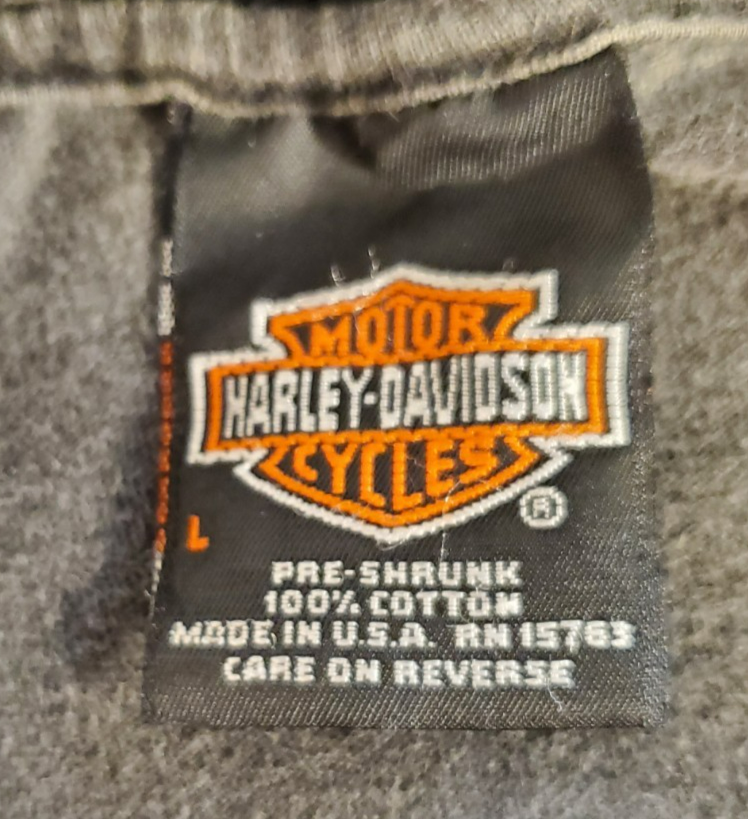 MOTOR
HARLEY-DAVIDSON
CYCLES
®
L
PRE-SHRUNK
100% COTTON
MADE IN U.S.A. RN 15763
CARE ON REVERSE